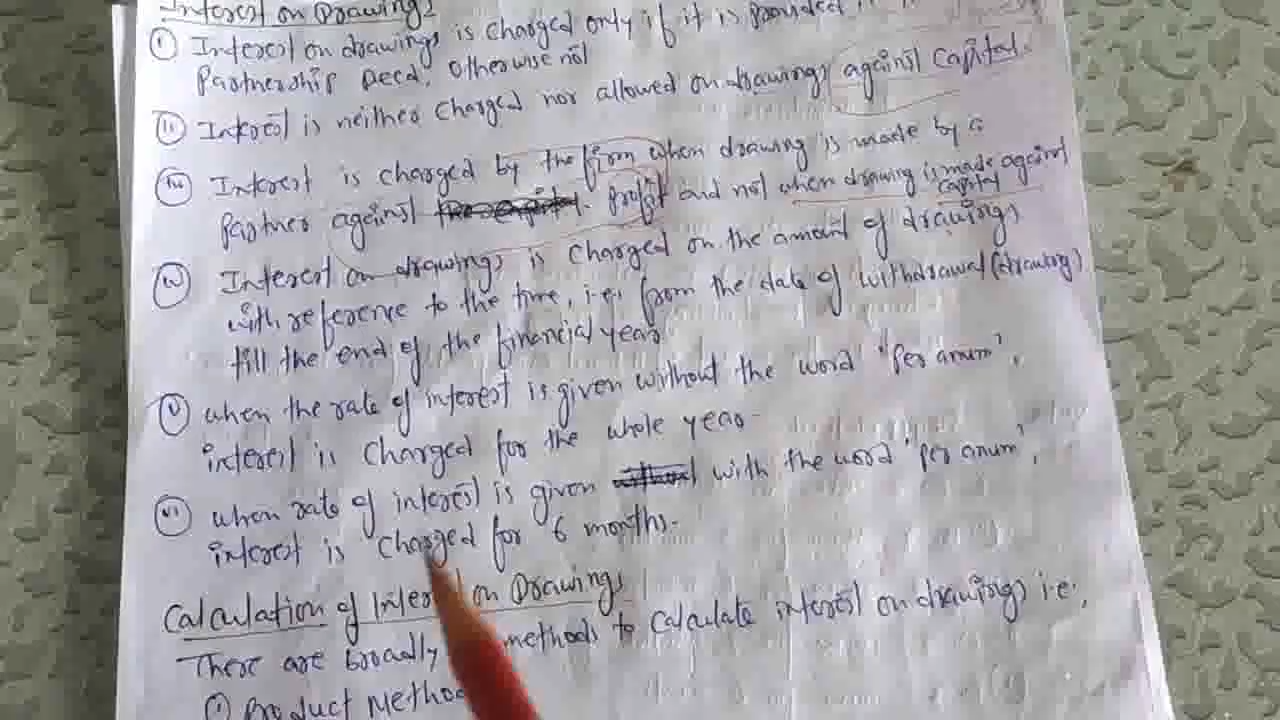 Interest on Drawings
(i) Interest on drawings is charged only if it is provided
Partnership Deed. Otherwise not
(ii) Interest is neither charged nor allowed on drawings against capital.
(iii) Interest is charged by the firm when drawing is made by a
Partner against profit and not when drawing is made against
capital
(iv) Interest on drawings is charged on the amount of drawings
with reference to the time, i.e. from the date of withdrawal (drawing)
till the end of the financial year
(v) when the rate of interest is given without the word "per anum",
interest is charged for the whole year
(vi) when rate of interest is given with the word 'per anum',
interest is charged for 6 months.
Calculation of Interest on Drawings
There are broadly methods to calculate interest on drawings i.e.,
(i) Product Method